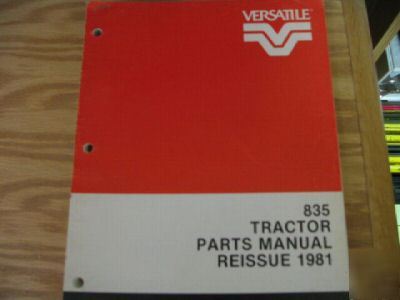 VERSATILE
835
TRACTOR
PARTS MANUAL
REISSUE 1981